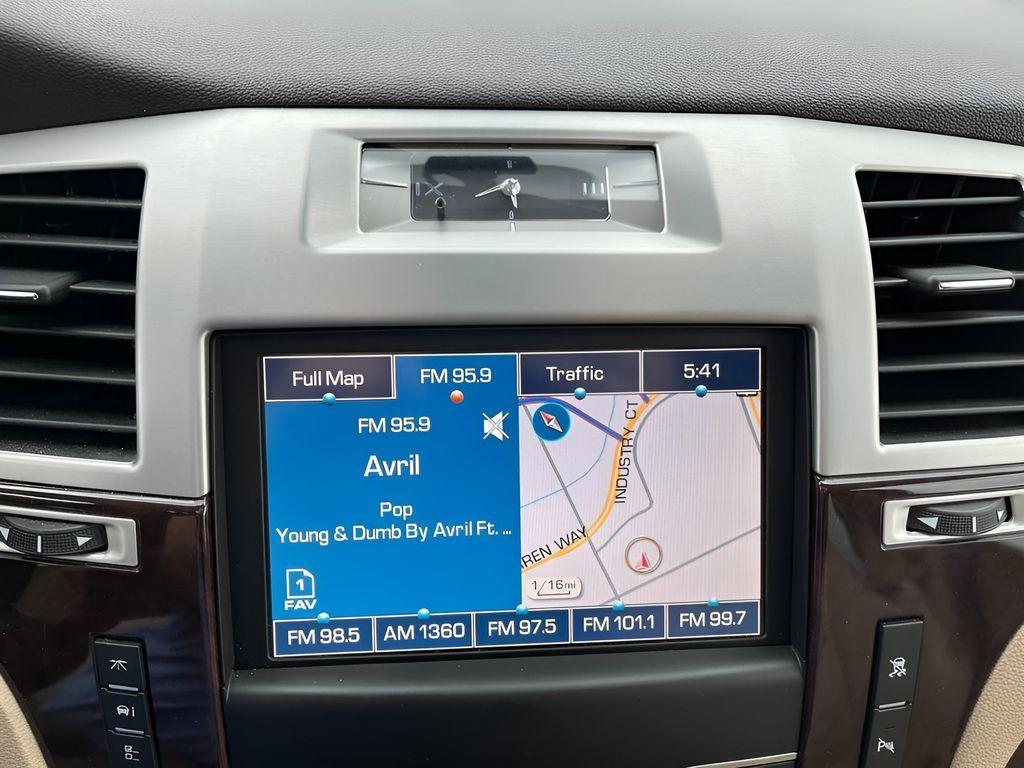 IX III
Full Map FM 95.9 Traffic 5:41
FM 95.9
Avril
Pop
Young & Dumb By Avril Ft. ...
INDUSTRY CT
REN WAY
1/16mi
1
FAV
FM 98.5 AM 1360 FM 97.5 FM 101.1 FM 99.7
i
P